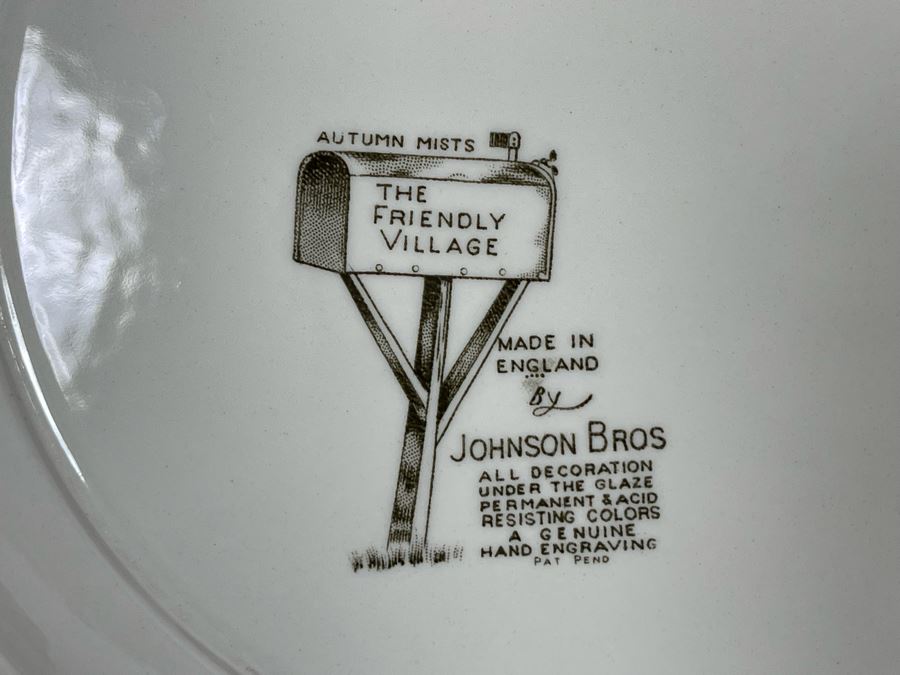 AUTUMN MISTS
THE
FRIENDLY
VILLAGE
MADE IN
ENGLAND
By
JOHNSON BROS
ALL DECORATION
UNDER THE GLAZE
PERMANENT & ACID
RESISTING COLORS
A GENUINE
HAND ENGRAVING
PAT PEND